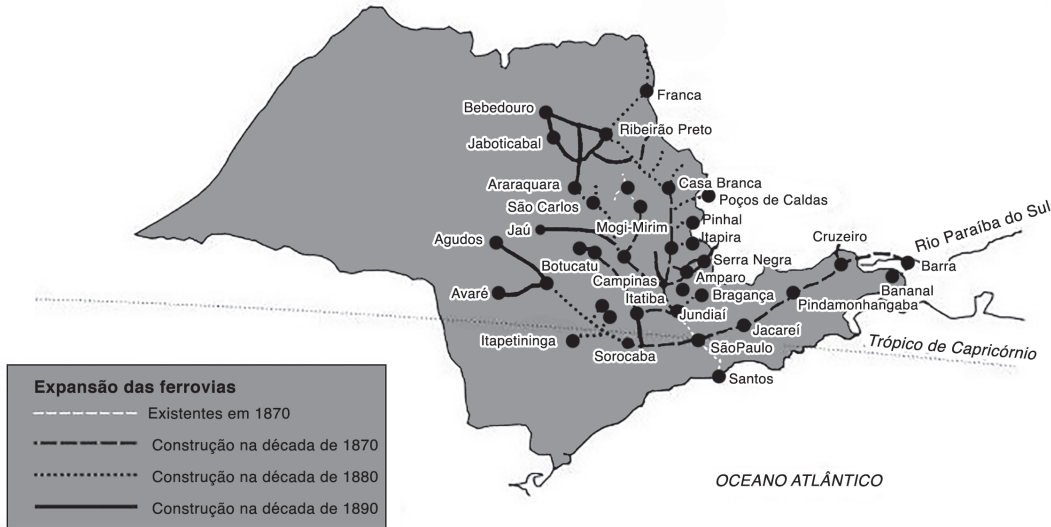 Franca
Bebedouro
Ribeirão Preto
Jaboticabal
Araraquara
Casa Branca
Poços de Caldas
São Carlos
Mogi-Mirim
Pinhal
Jaú
Itapira
Agudos
Cruzeiro
Rio Paraíba do Sul
Botucatu
Serra Negra
Barra
Campinas
Amparo
Bananal
Avaré
Itatiba
Bragança
Pindamonhangaba
Jundiaí
Jacareí
Itapetininga
Sorocaba
SãoPaulo
Trópico de Capricórnio
Santos
Expansão das ferrovias
Existentes em 1870
Construção na década de 1870
Construção na década de 1880
Construção na década de 1890
OCEANO ATLÂNTICO